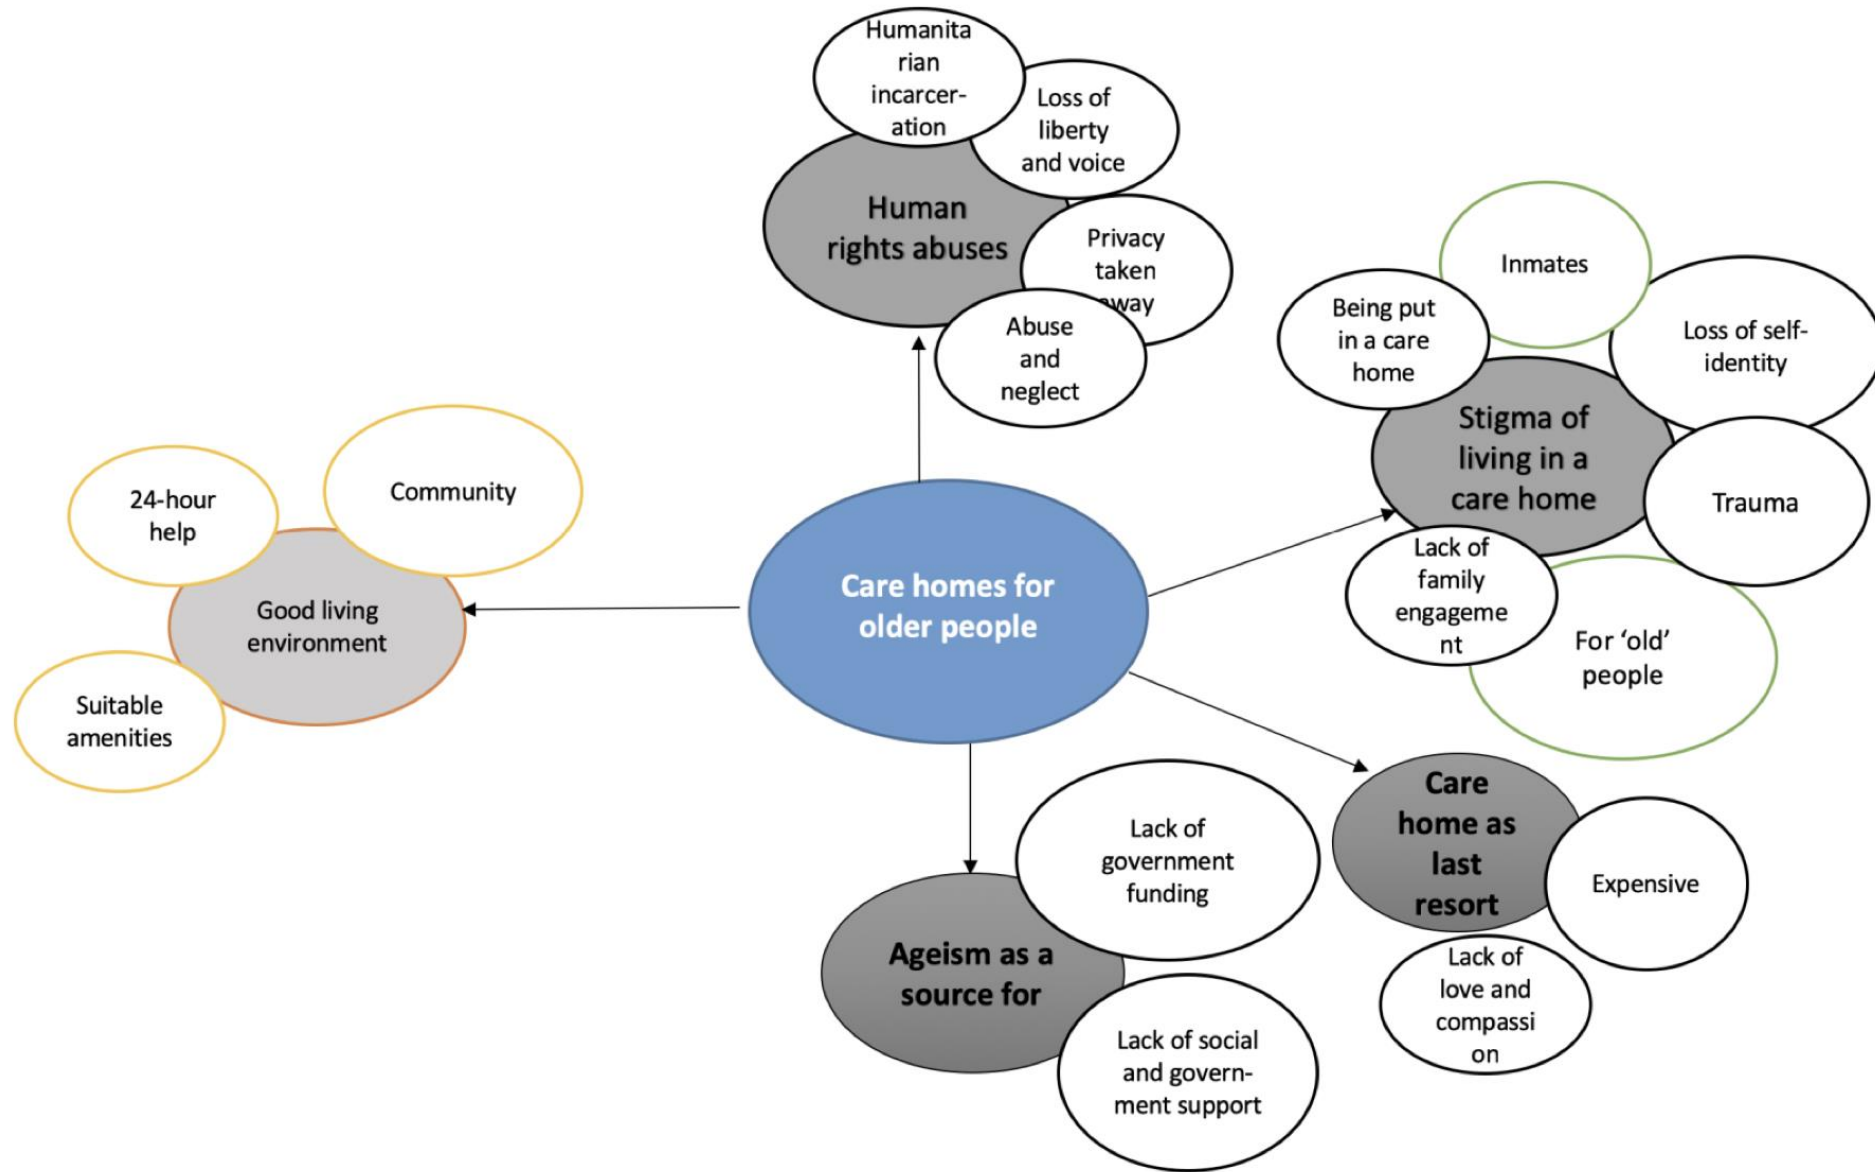 Humanita
rian
incarcer-
ation
Loss of
liberty
and voice
Human
rights abuses
Privacy
taken
away
Abuse
and
neglect
Inmates
Being put
in a care
home
Loss of self-
identity
Stigma of
living in a
care home
Trauma
Lack of
family
engageme
nt
For ‘old’
people
24-hour
help
Community
Good living
environment
Suitable
amenities
Care homes for
older people
Care
home as
last
resort
Expensive
Lack of
love and
compassi
on
Lack of
government
funding
Ageism as a
source for
Lack of social
and govern-
ment support